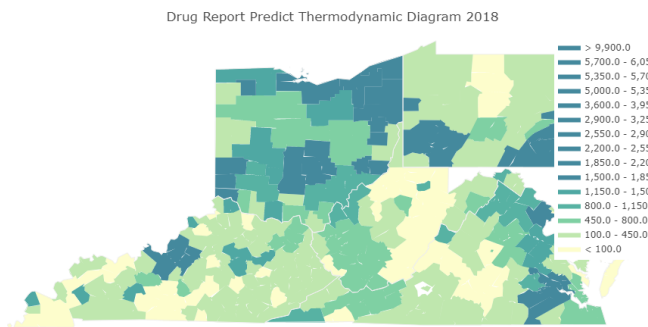 Drug Report Predict Thermodynamic Diagram 2018
> 9,900.0
5,700.0 - 6,05
5,350.0 - 5,70
5,000.0 - 5,35
3,600.0 - 3,95
2,900.0 - 3,25
2,550.0 - 2,90
2,200.0 - 2,55
1,850.0 - 2,20
1,500.0 - 1,85
1,150.0 - 1,50
800.0 - 1,150
450.0 - 800.0
100.0 - 450.0
< 100.0